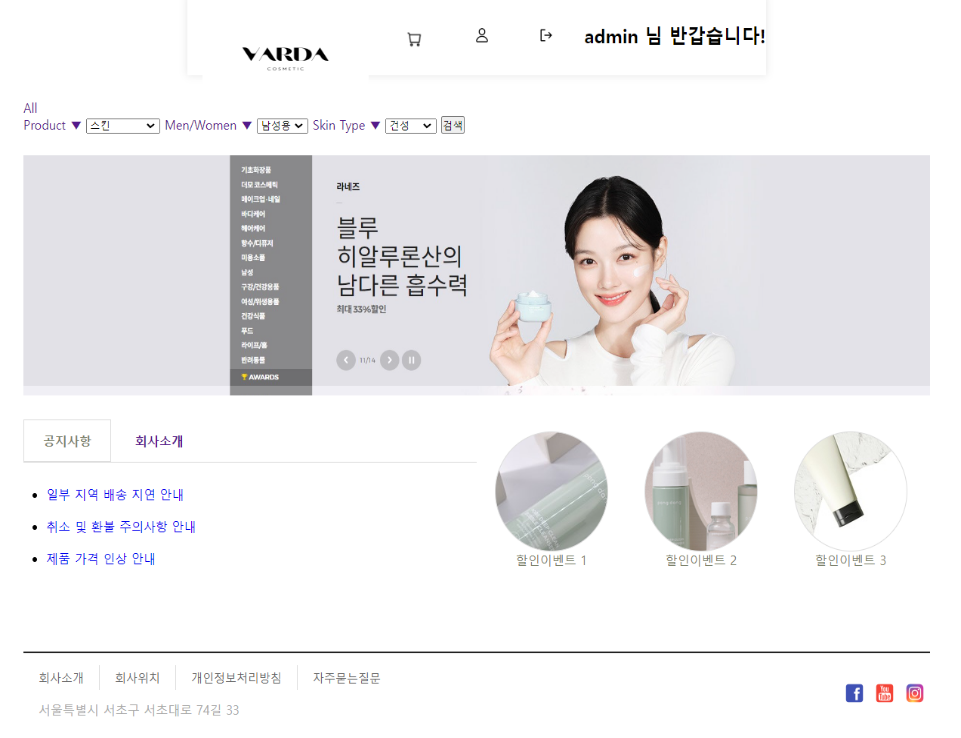 VARDA
COSMETIC
admin 님 반갑습니다!
All
Product ▼ 스킨 Men/Women ▼ 남성용 Skin Type ▼ 건성 검색
기초화장품
더모 코스메틱
메이크업·네일
바디케어
헤어케어
향수/디퓨저
미용소품
남성
구강/건강용품
여성/위생용품
건강식품
푸드
라이프/홈
반려동물
AWARDS
라네즈
블루
히알루론산의
남다른 흡수력
최대 33%할인
11/14
공지사항 회사소개
일부 지역 배송 지연 안내
취소 및 환불 주의사항 안내
제품 가격 인상 안내
할인이벤트 1 할인이벤트 2 할인이벤트 3
회사소개 회사위치 개인정보처리방침 자주묻는질문
서울특별시 서초구 서초대로 74길 33